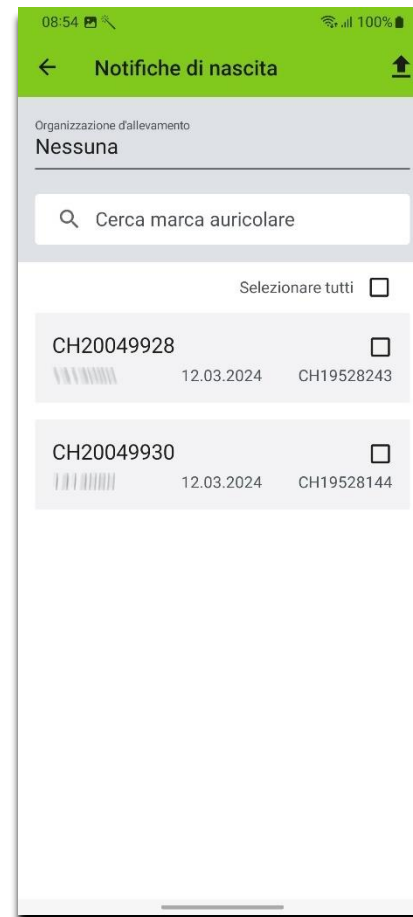 08:54 100%
Notifiche di nascita
Organizzazione d'allevamento
Nessuna
Cerca marca auricolare
Selezionare tutti
CH20049928
12.03.2024 CH19528243
CH20049930
12.03.2024 CH19528144